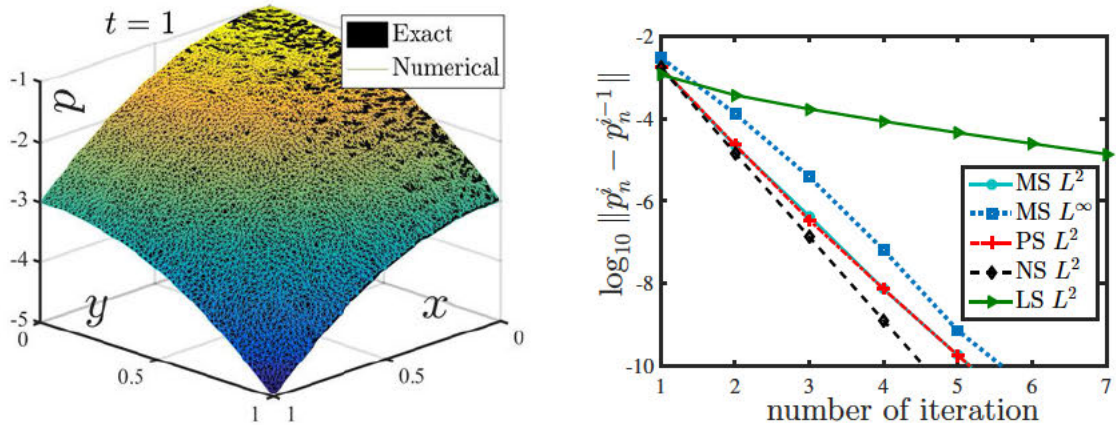 t = 1
Exact
Numerical
p
-1
-2
-3
-4
-5
0
0.5
1
y
1
0.5
0
x
log₁₀ ‖pₙⁱ − pₙⁱ⁻¹‖
-2
-4
-6
-8
-10
MS L²
MS L^∞
PS L²
NS L²
LS L²
1 2 3 4 5 6 7
number of iteration